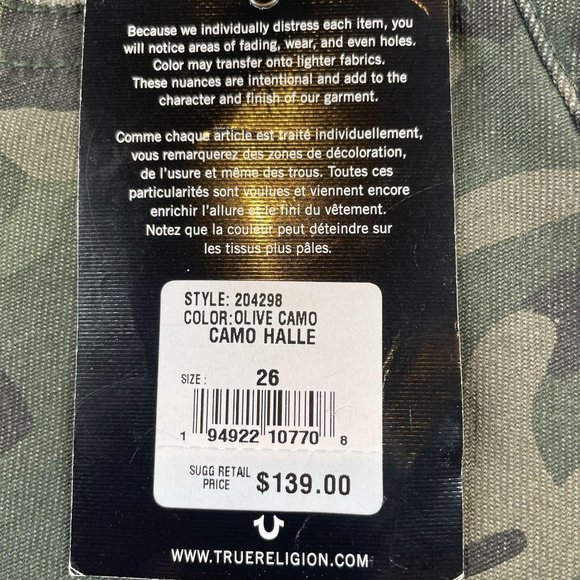 Because we individually distress each item, you
will notice areas of fading, wear, and even holes.
Color may transfer onto lighter fabrics.
These nuances are intentional and add to the
character and finish of our garment.
Comme chaque article est traité individuellement,
vous remarquerez des zones de décoloration,
de l'usure et même des trous. Toutes ces
particularités sont voulues et viennent encore
enrichir l'allure et le fini du vêtement.
Notez que la couleur peut déteindre sur
les tissus plus pâles.
STYLE: 204298
COLOR:OLIVE CAMO
CAMO HALLE
SIZE: 26
1 94922 10770 8
SUGG RETAIL
PRICE $139.00
WWW.TRUERELIGION.COM